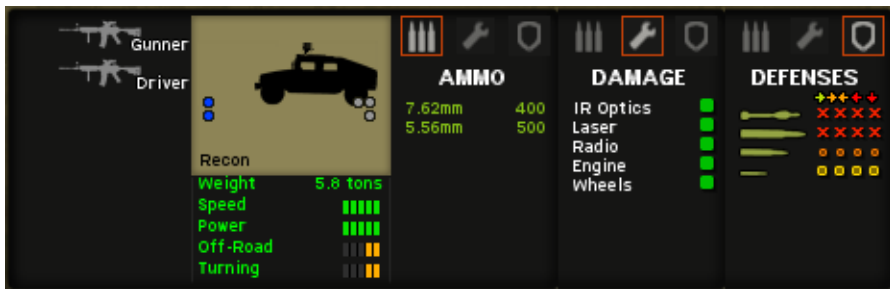 Gunner
Driver
Recon
Weight 5.8 tons
Speed
Power
Off-Road
Turning
AMMO
7.62mm 400
5.56mm 500
DAMAGE
IR Optics
Laser
Radio
Engine
Wheels
DEFENSES